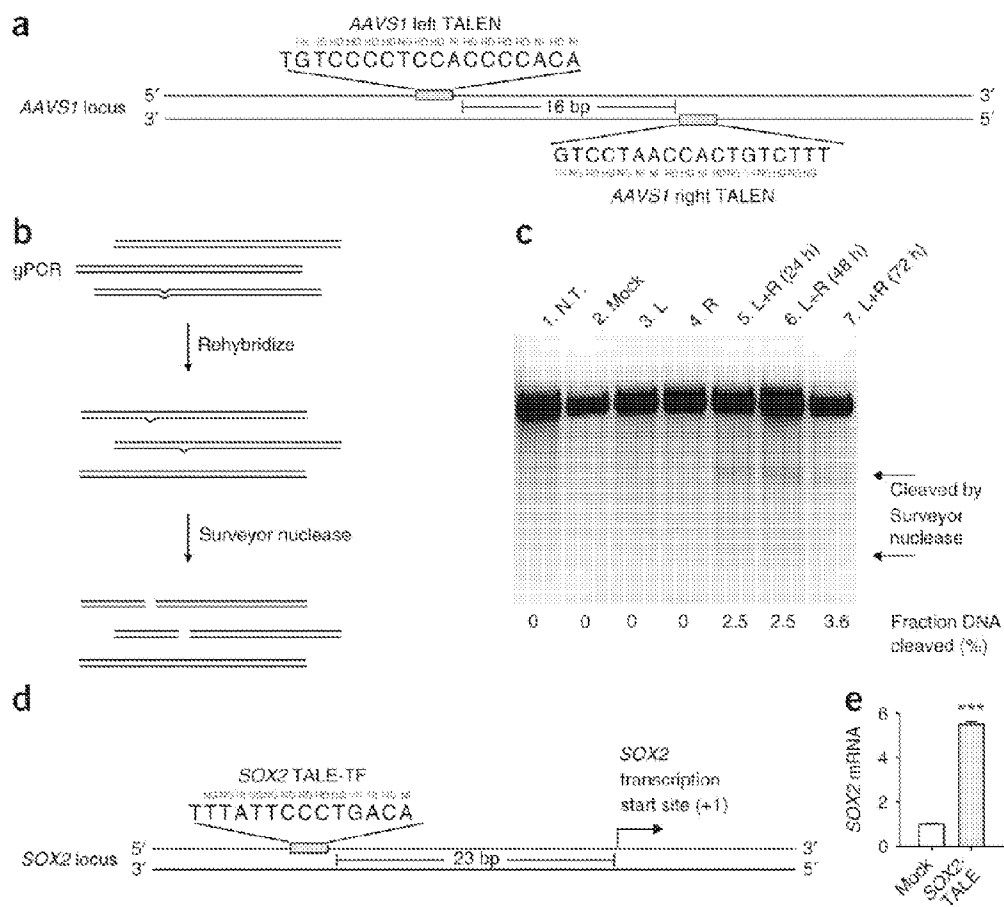 a
AAVS1 left TALEN
TGTCCCCTCCACCCCACA
5′ 3′
AAVS1 locus
16 bp
3′ 5′
GTCCTAACCACTGTCTTT
AAVS1 right TALEN
b
gPCR
Rehybridize
Surveyor nuclease
c
1. N.T.
2. Mock
3. L
4. R
5. L+R (24 h)
6. L+R (48 h)
7. L+R (72 h)
Cleaved by
Surveyor
nuclease
0 0 0 0 2.5 2.5 3.6
Fraction DNA
cleaved (%)
d
SOX2 TALE-TF
TTTATTCCCTGACA
SOX2
transcription
start site (+1)
5′ 3′
SOX2 locus
23 bp
3′ 5′
e
***
SOX2 mRNA
6
4
2
0
Mock
SOX2-
TALE